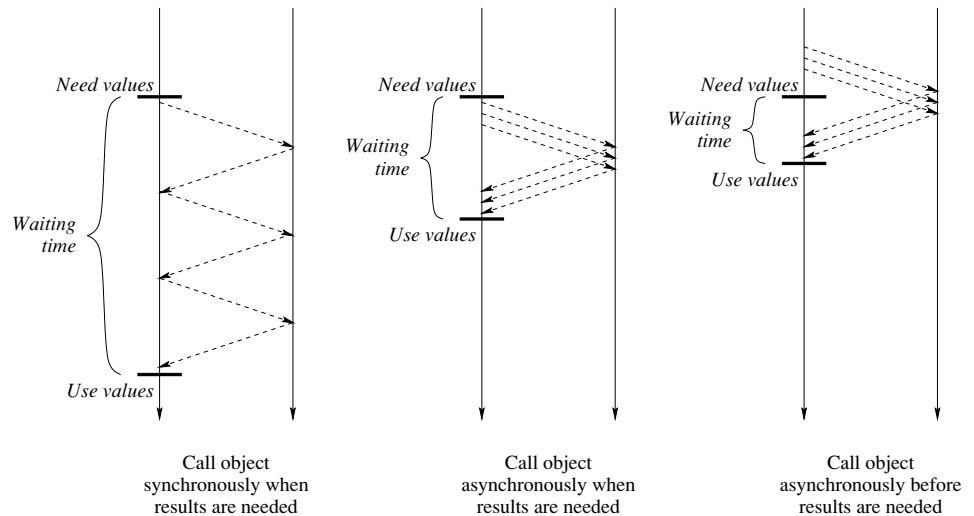 Need values
Waiting
time
Use values
Call object
synchronously when
results are needed
Need values
Waiting
time
Use values
Call object
asynchronously when
results are needed
Need values
Waiting
time
Use values
Call object
asynchronously before
results are needed